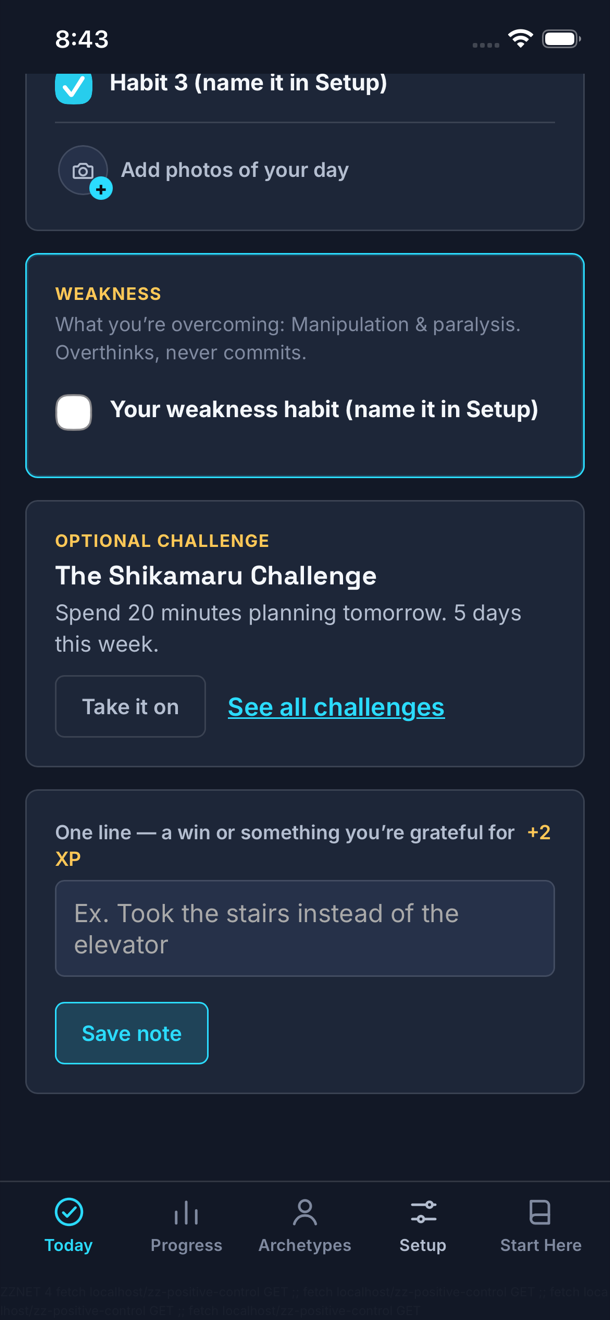 8:43
Habit 3 (name it in Setup)
Add photos of your day
WEAKNESS
What you’re overcoming: Manipulation & paralysis.
Overthinks, never commits.
Your weakness habit (name it in Setup)
OPTIONAL CHALLENGE
The Shikamaru Challenge
Spend 20 minutes planning tomorrow. 5 days
this week.
Take it on See all challenges
One line — a win or something you’re grateful for +2
XP
Ex. Took the stairs instead of the
elevator
Save note
Today Progress Archetypes Setup Start Here